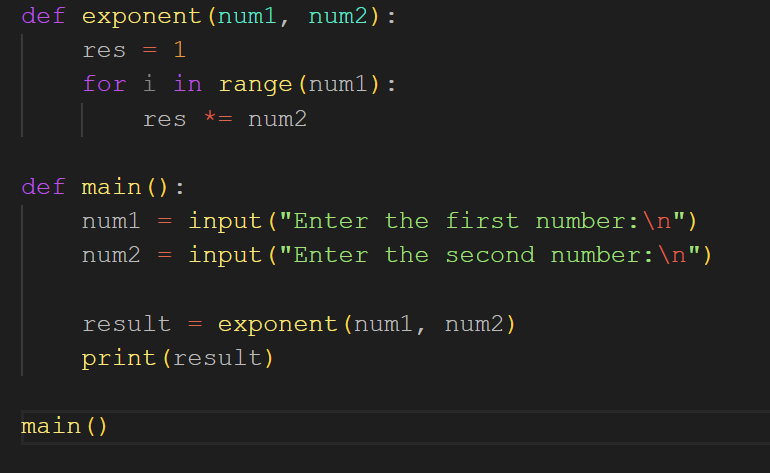 def exponent(num1, num2):
    res = 1
    for i in range(num1):
        res *= num2

def main():
    num1 = input("Enter the first number:\n")
    num2 = input("Enter the second number:\n")

    result = exponent(num1, num2)
    print(result)

main()